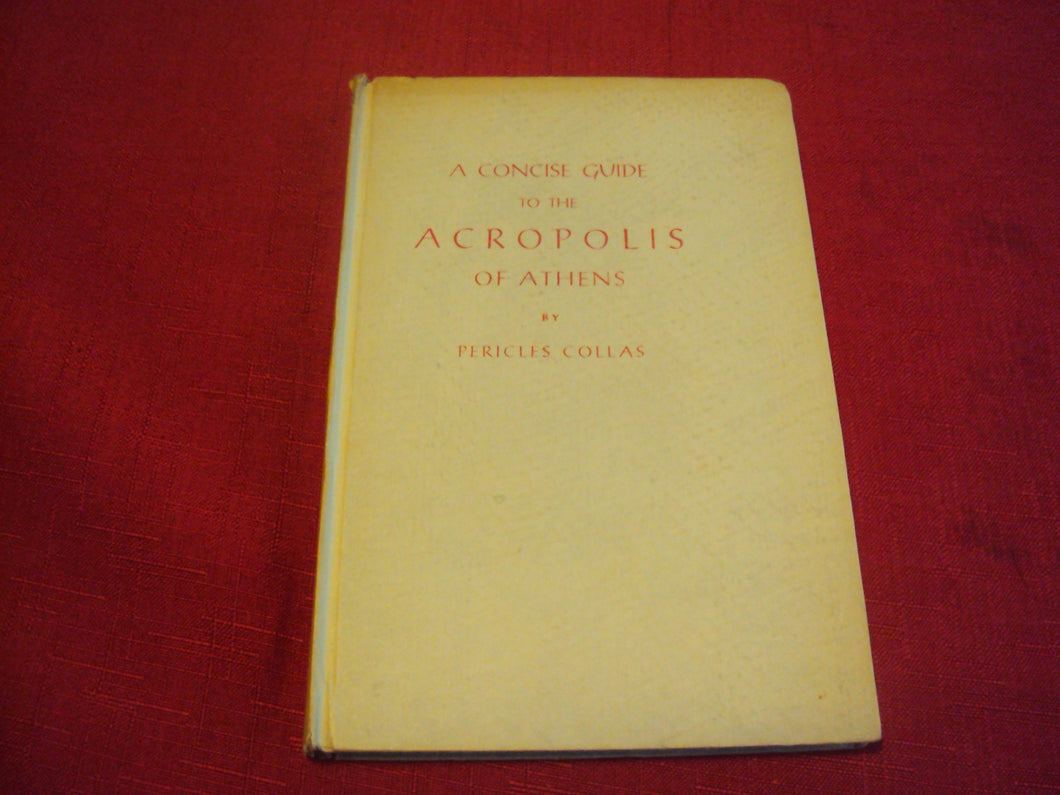 A CONCISE GUIDE
TO THE
ACROPOLIS
OF ATHENS
BY
PERICLES COLLAS